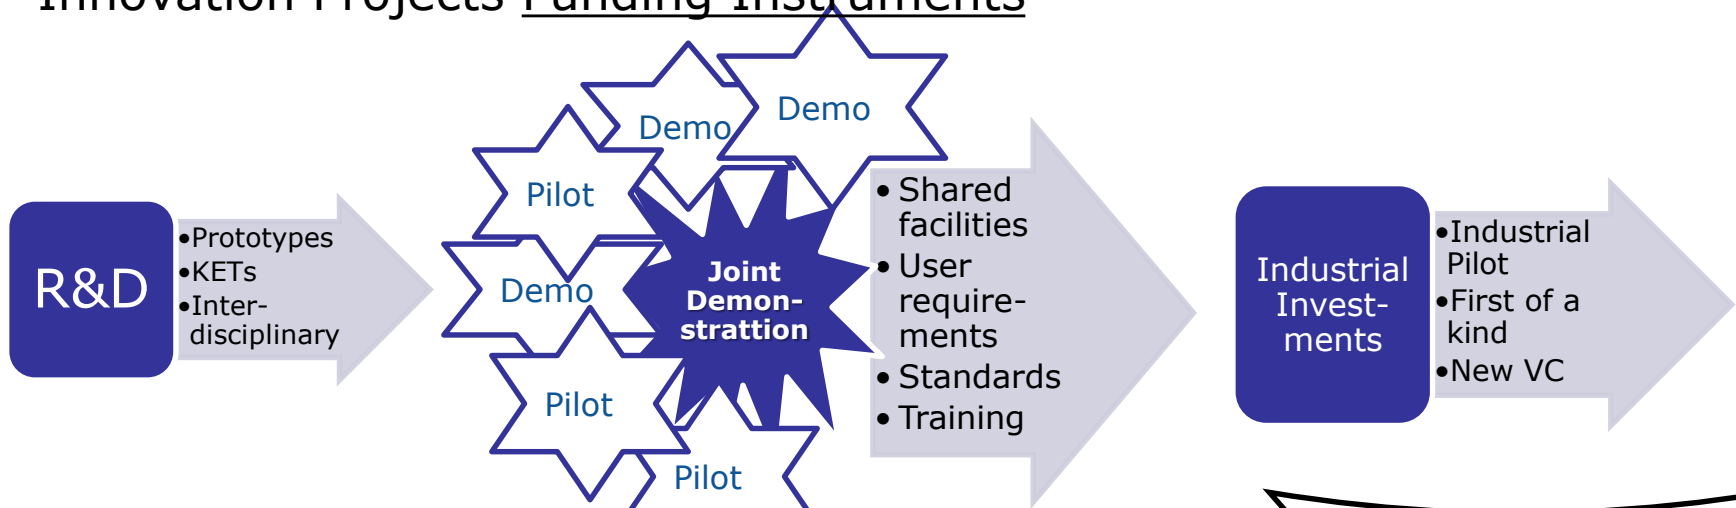 Innovation Projects Funding Instruments
R&D
•Prototypes
•KETs
•Inter-
disciplinary
Demo
Demo
Pilot
Demo
Pilot
Pilot
Joint
Demon-
strattion
• Shared
facilities
• User
require-
ments
• Standards
• Training
Industrial
Invest-
ments
•Industrial
Pilot
•First of a
kind
•New VC